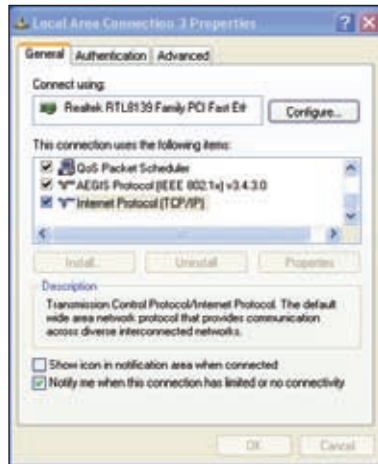 Local Area Connection 3 Properties
General Authentication Advanced
Connect using:
Realtek RTL8139 Family PCI Fast Eth
Configure...
This connection uses the following items:
QoS Packet Scheduler
AEGIS Protocol (IEEE 802.1x) v3.4.3.0
Internet Protocol (TCP/IP)
Install...
Uninstall
Properties
Description
Transmission Control Protocol/Internet Protocol. The default
wide area network protocol that provides communication
across diverse interconnected networks.
Show icon in notification area when connected
Notify me when this connection has limited or no connectivity
OK
Cancel